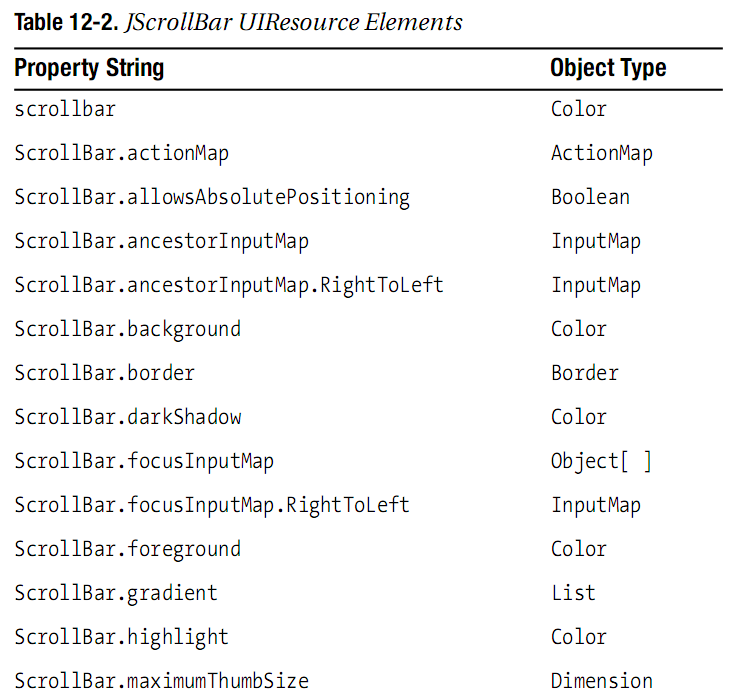 Table 12-2. JScrollBar UIResource Elements
Property String Object Type
scrollbar Color
ScrollBar.actionMap ActionMap
ScrollBar.allowsAbsolutePositioning Boolean
ScrollBar.ancestorInputMap InputMap
ScrollBar.ancestorInputMap.RightToLeft InputMap
ScrollBar.background Color
ScrollBar.border Border
ScrollBar.darkShadow Color
ScrollBar.focusInputMap Object[ ]
ScrollBar.focusInputMap.RightToLeft InputMap
ScrollBar.foreground Color
ScrollBar.gradient List
ScrollBar.highlight Color
ScrollBar.maximumThumbSize Dimension